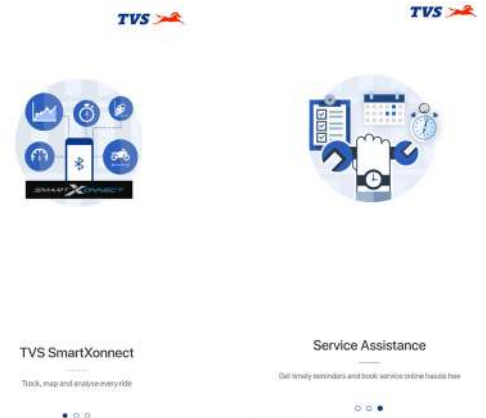 TVS
SMARTXONNECT
TVS SmartXonnect
Track, map and analyse every ride
TVS
Service Assistance
Get timely reminders and book service online hassle free